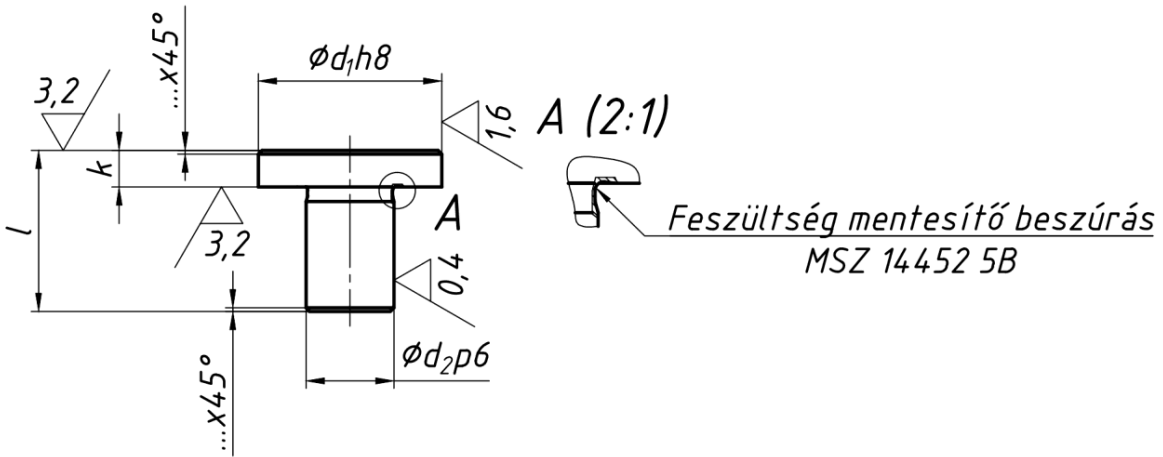 ...x45°
Ød₁h8
3,2
1,6
A (2:1)
k
A
l
3,2
0,4
Feszültség mentesítő beszúrás
MSZ 14452 5B
Ød₂p6
...x45°